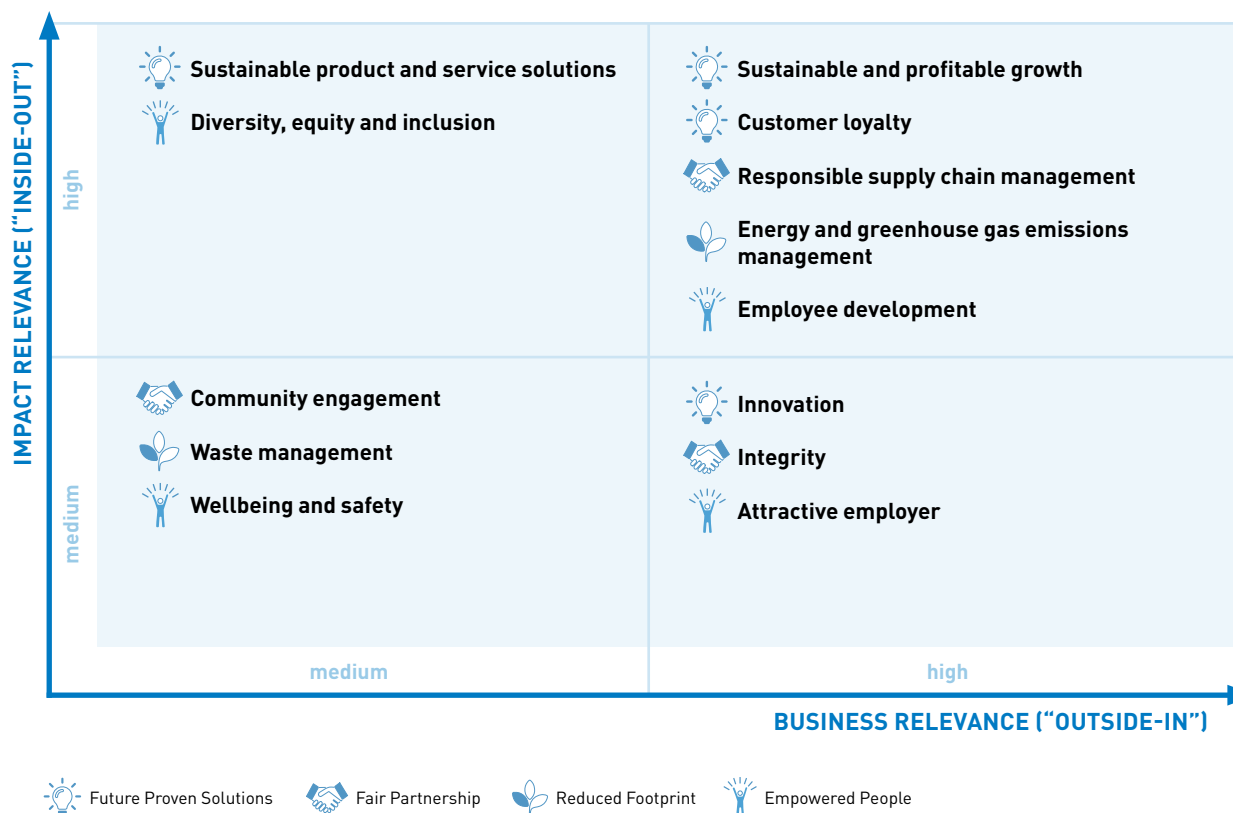 IMPACT RELEVANCE (“INSIDE-OUT”)
high
medium
Sustainable product and service solutions
Diversity, equity and inclusion
Sustainable and profitable growth
Customer loyalty
Responsible supply chain management
Energy and greenhouse gas emissions
management
Employee development
Community engagement
Waste management
Wellbeing and safety
Innovation
Integrity
Attractive employer
medium
high
BUSINESS RELEVANCE (“OUTSIDE-IN”)
Future Proven Solutions
Fair Partnership
Reduced Footprint
Empowered People